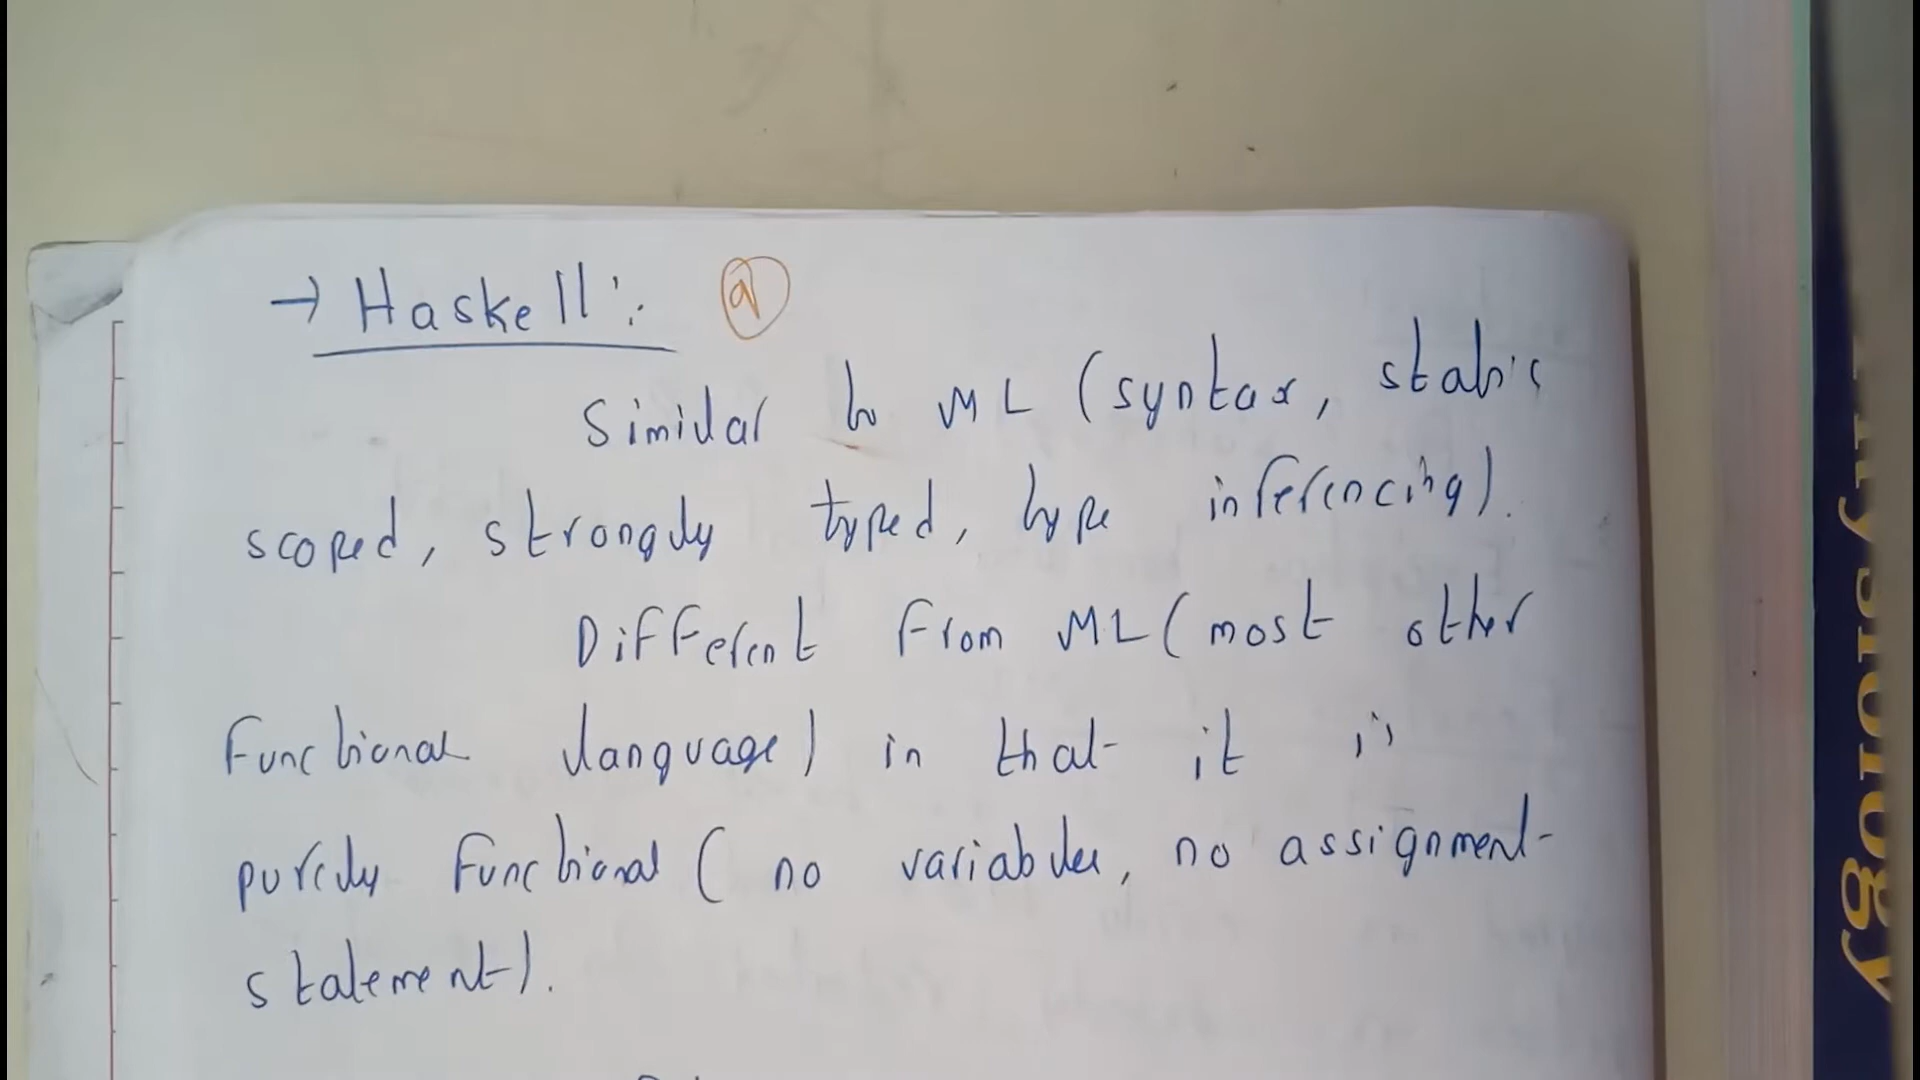 → Haskell :
Similar to ML (syntax, static
scoped, strongly typed, type inferencing).
Different From ML (most other
Functional language) in that it is
purely Functional ( no variables, no assignment
statement).